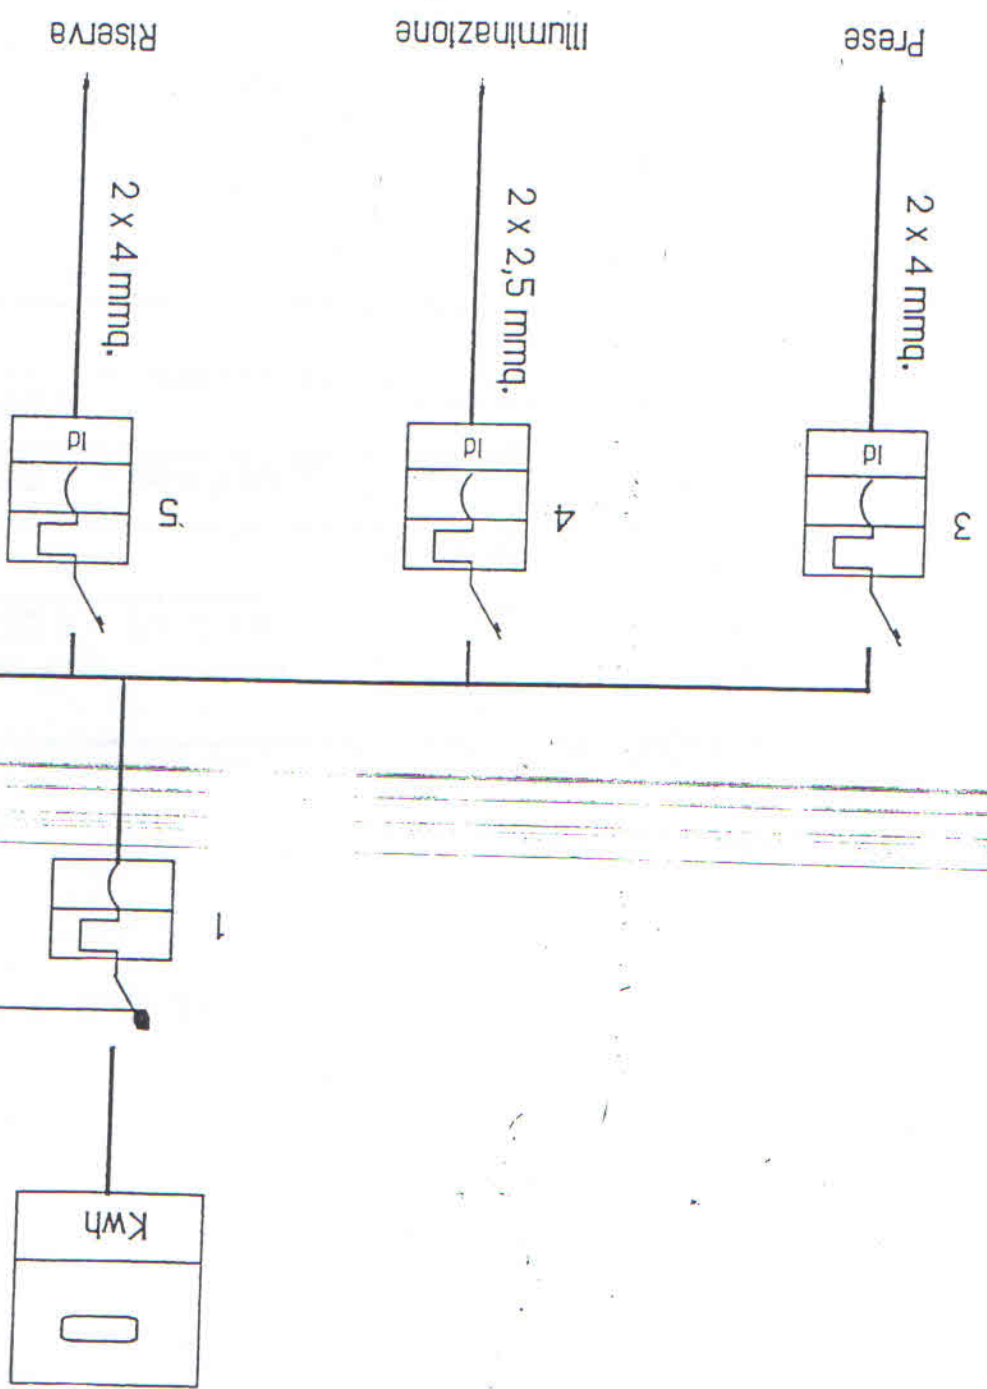 Kwh
1
3
4
5
Id
Id
Id
2 x 4 mmq.
2 x 2,5 mmq.
2 x 4 mmq.
Prese
Illuminazione
Riserva